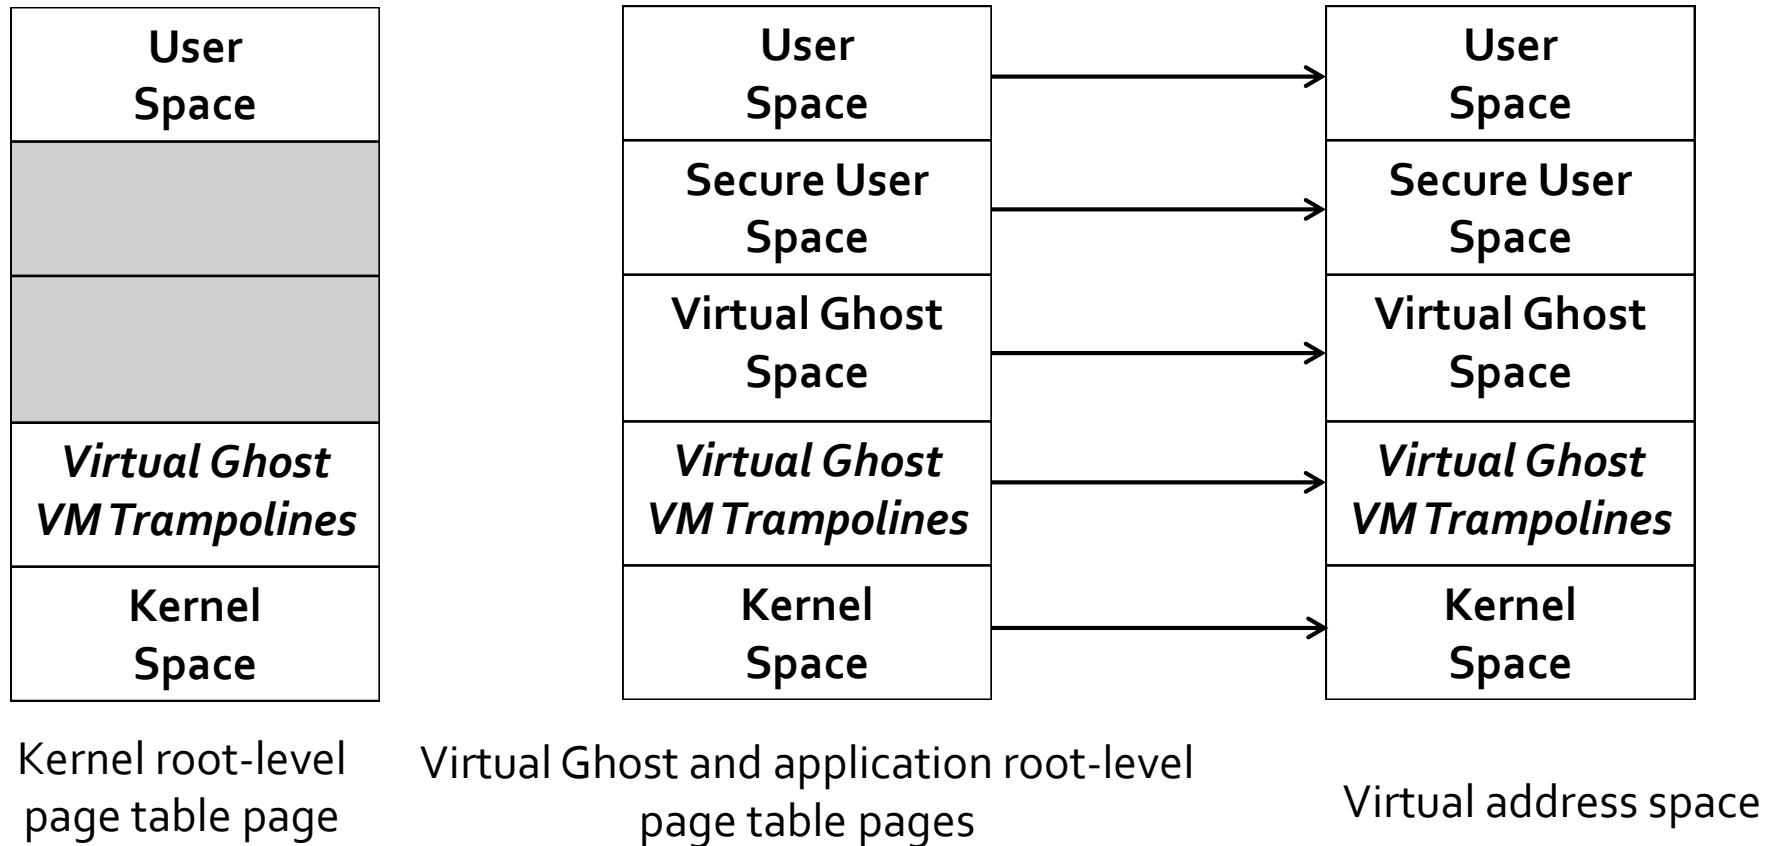 User
Space
Virtual Ghost
VM Trampolines
Kernel
Space
Kernel root-level
page table page
User
Space
Secure User
Space
Virtual Ghost
Space
Virtual Ghost
VM Trampolines
Kernel
Space
Virtual Ghost and application root-level
page table pages
User
Space
Secure User
Space
Virtual Ghost
Space
Virtual Ghost
VM Trampolines
Kernel
Space
Virtual address space